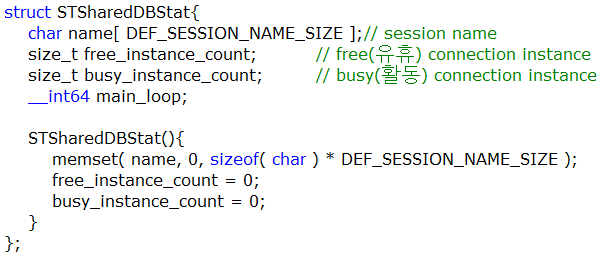 struct STSharedDBStat{
char name[ DEF_SESSION_NAME_SIZE ];// session name
size_t free_instance_count; // free(유휴) connection instance
size_t busy_instance_count; // busy(활동) connection instance
__int64 main_loop;
STSharedDBStat(){
memset( name, 0, sizeof( char ) * DEF_SESSION_NAME_SIZE );
free_instance_count = 0;
busy_instance_count = 0;
}
};